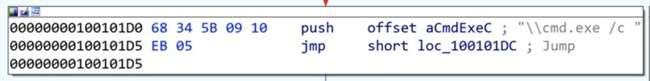 00000000100101D0 68 34 5B 09 10 push offset aCmdExeC ; "\\cmd.exe /c "
00000000100101D5 EB 05 jmp short loc_100101DC ; Jump
00000000100101D5